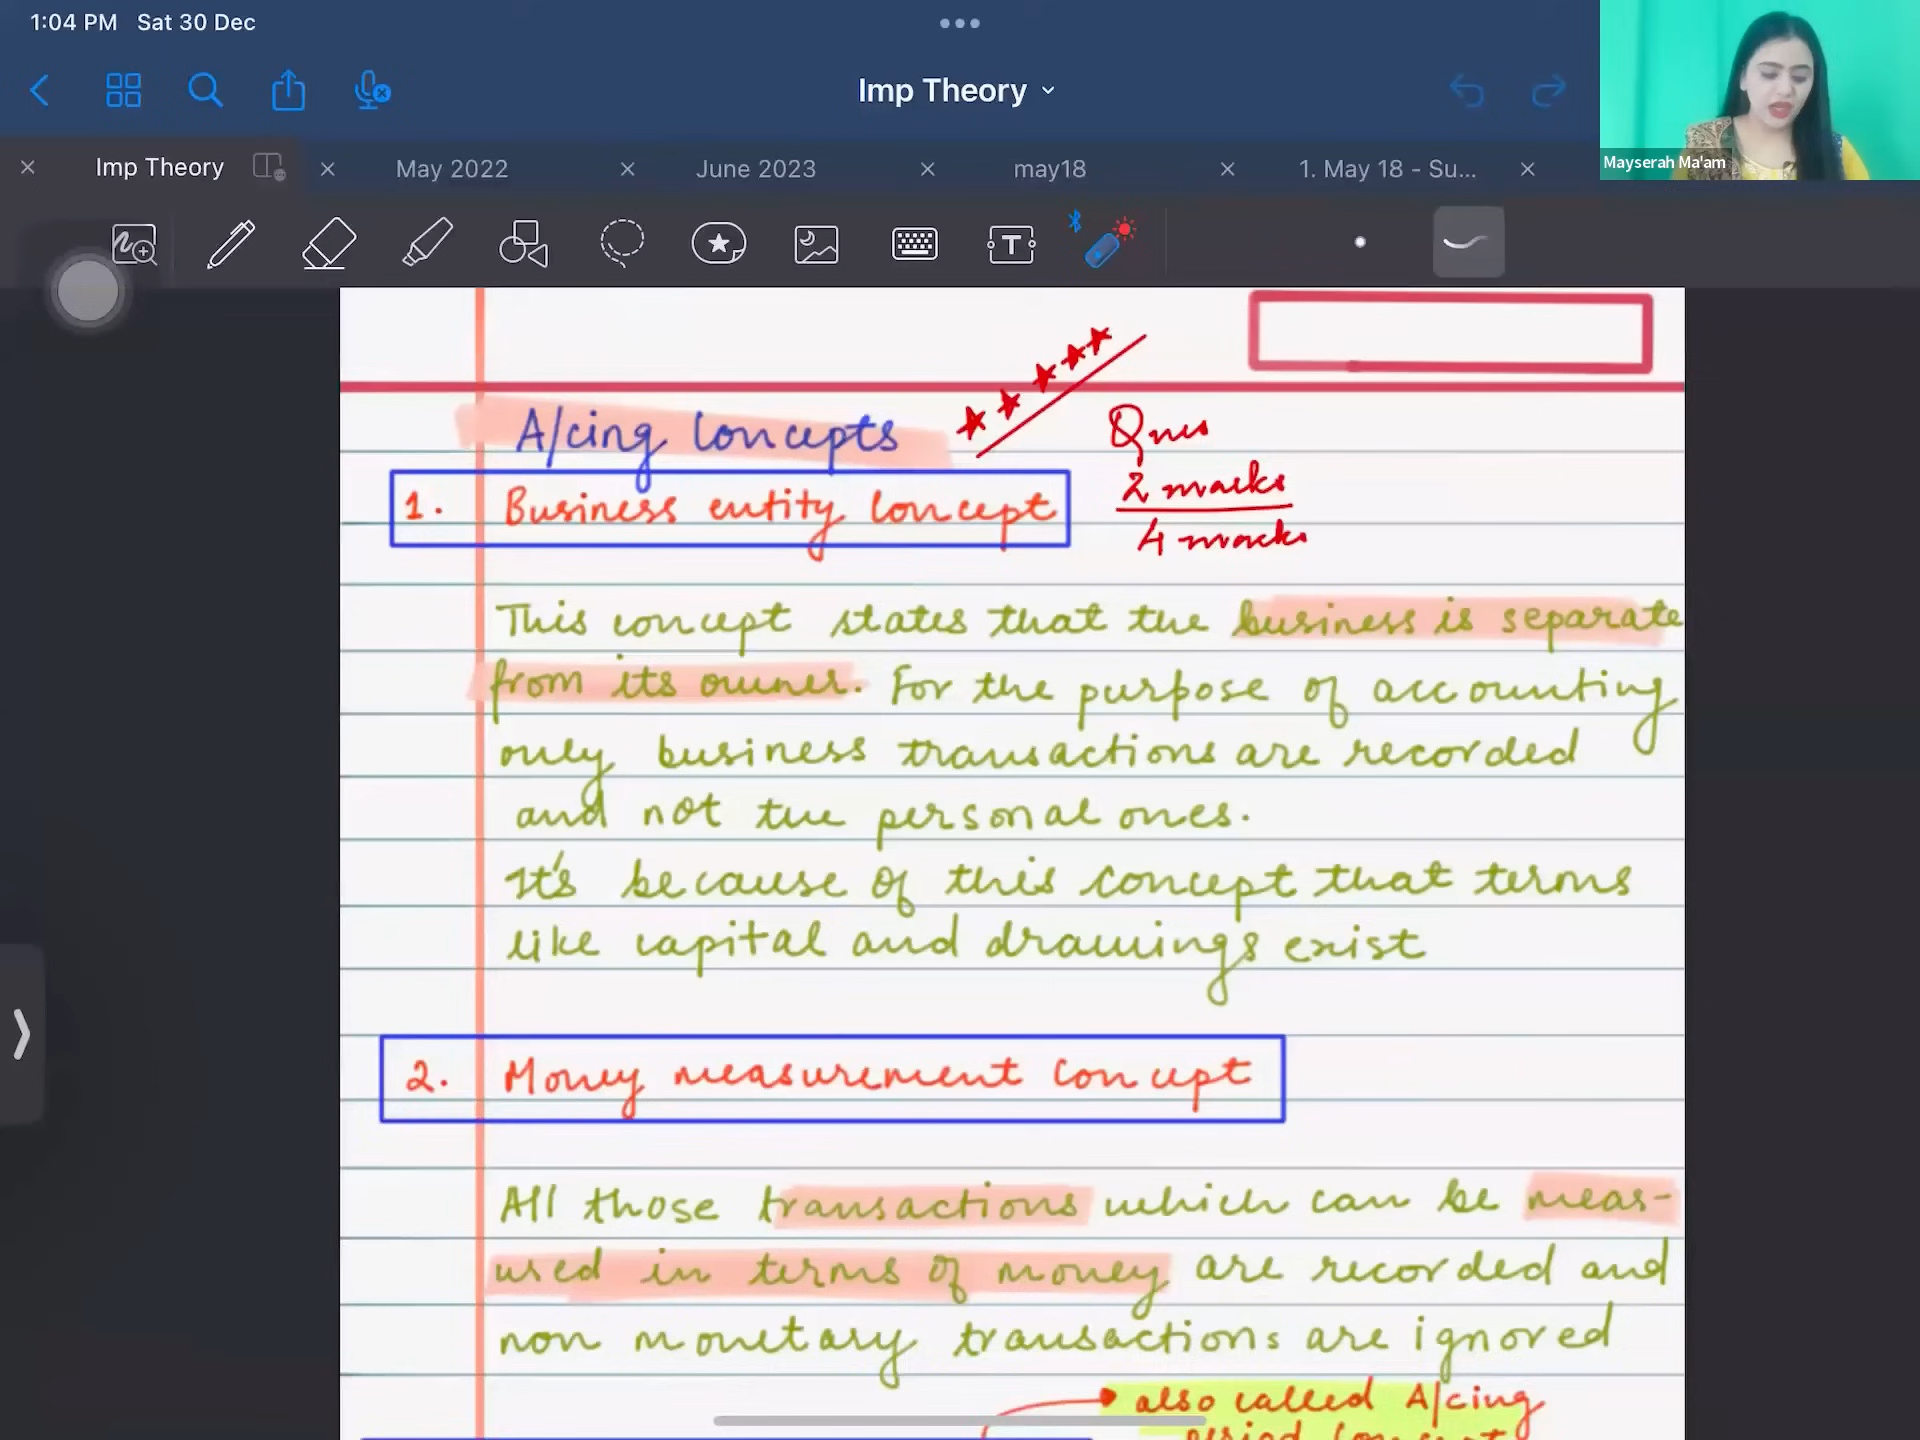 1:04 PM Sat 30 Dec
Imp Theory
Mayserah Ma'am
Imp Theory
May 2022
June 2023
may18
1. May 18 - Su...
T
A/cing Concepts
Ques
2 marks
4 marks
1. Business entity Concept
This concept states that the business is separate
from its owner. For the purpose of accounting
only business transactions are recorded
and not the personal ones.
It's because of this concept that terms
like capital and drawings exist
2. Money measurement Concept
All those transactions which can be meas-
ured in terms of money are recorded and
non monetary transactions are ignored
also called A/cing
period Concept